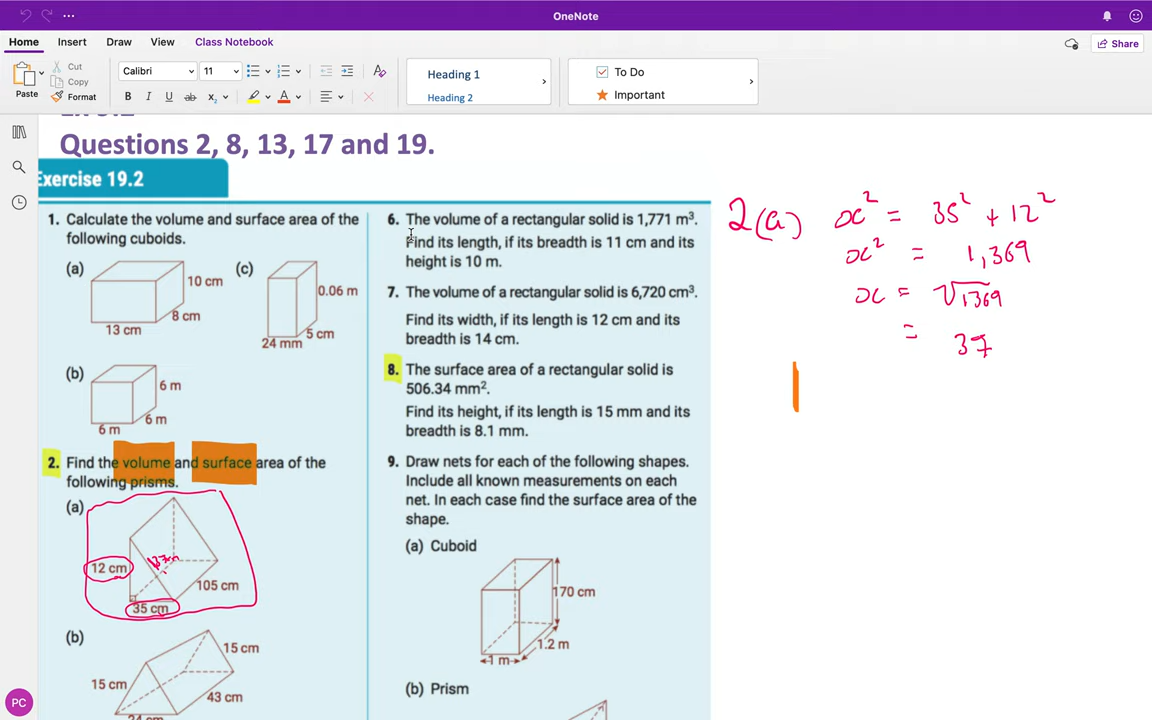 OneNote
Home Insert Draw View Class Notebook
Share
Paste
Cut
Copy
Format
Calibri 11
B I U ab x₂ A
Heading 1
Heading 2
To Do
Important
Questions 2, 8, 13, 17 and 19.
Exercise 19.2
1. Calculate the volume and surface area of the
following cuboids.
(a)
10 cm
8 cm
13 cm
(c)
0.06 m
5 cm
24 mm
(b)
6 m
6 m
6 m
2. Find the volume and surface area of the
following prisms.
(a)
12 cm
37cm
105 cm
35 cm
(b)
15 cm
15 cm
43 cm
6. The volume of a rectangular solid is 1,771 m³.
Find its length, if its breadth is 11 cm and its
height is 10 m.
7. The volume of a rectangular solid is 6,720 cm³.
Find its width, if its length is 12 cm and its
breadth is 14 cm.
8. The surface area of a rectangular solid is
506.34 mm².
Find its height, if its length is 15 mm and its
breadth is 8.1 mm.
9. Draw nets for each of the following shapes.
Include all known measurements on each
net. In each case find the surface area of the
shape.
(a) Cuboid
170 cm
1.2 m
1 m
(b) Prism
2(a) x² = 35² + 12²
x² = 1,369
x = √1369
= 37
PC